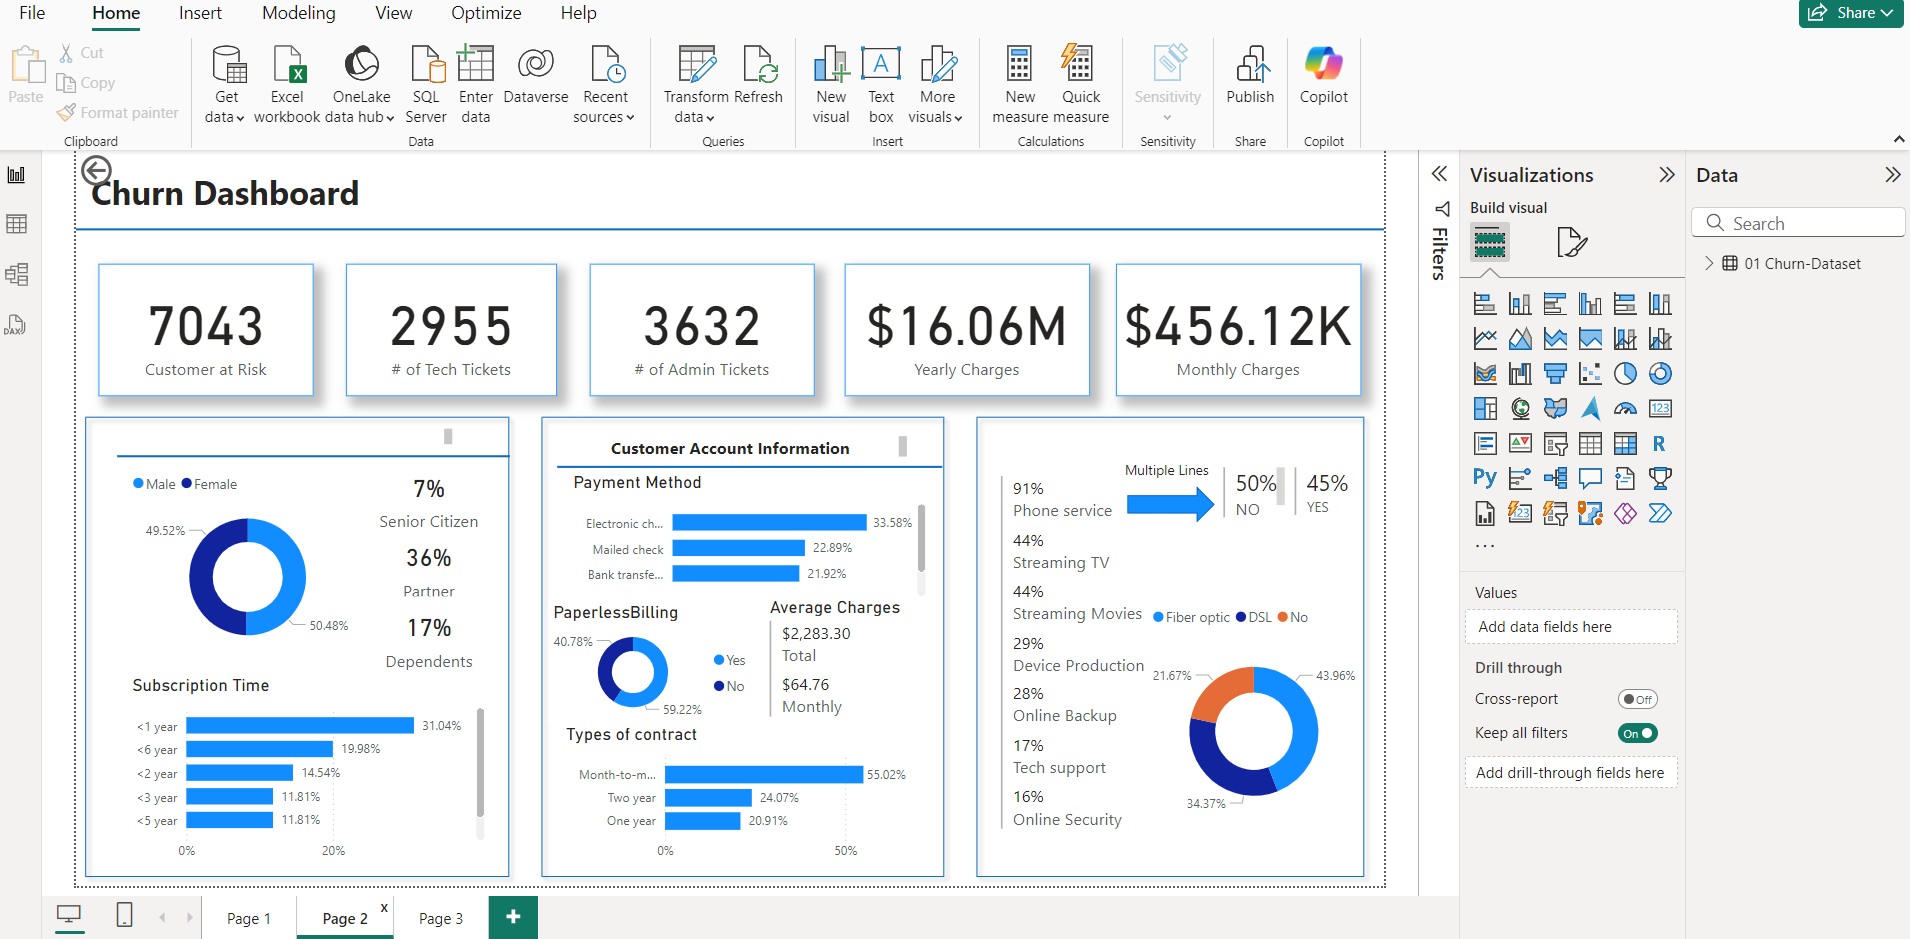 File Home Insert Modeling View Optimize Help
Share
Paste
Cut
Copy
Format painter
Clipboard
Get data
Excel workbook
OneLake data hub
SQL Server
Enter data
Dataverse
Recent sources
Data
Transform data
Refresh
Queries
New visual
Text box
More visuals
Insert
New measure
Quick measure
Calculations
Sensitivity
Sensitivity
Publish
Share
Copilot
Copilot
DAX
Churn Dashboard
7043
Customer at Risk
2955
# of Tech Tickets
3632
# of Admin Tickets
$16.06M
Yearly Charges
$456.12K
Monthly Charges
Male Female
49.52%
50.48%
7%
Senior Citizen
36%
Partner
17%
Dependents
Subscription Time
<1 year 31.04%
<6 year 19.98%
<2 year 14.54%
<3 year 11.81%
<5 year 11.81%
0% 20%
Customer Account Information
Payment Method
Electronic ch... 33.58%
Mailed check 22.89%
Bank transfe... 21.92%
PaperlessBilling
40.78%
59.22%
Yes
No
Average Charges
$2,283.30
Total
$64.76
Monthly
Types of contract
Month-to-m... 55.02%
Two year 24.07%
One year 20.91%
0% 50%
91%
Phone service
Multiple Lines
50%
NO
45%
YES
44%
Streaming TV
44%
Streaming Movies
29%
Device Production
28%
Online Backup
17%
Tech support
16%
Online Security
Fiber optic DSL No
21.67%
43.96%
34.37%
Filters
Visualizations
Build visual
123
R
Py
123
...
Values
Add data fields here
Drill through
Cross-report Off
Keep all filters On
Add drill-through fields here
Data
Search
01 Churn-Dataset
Page 1
Page 2 x
Page 3
+